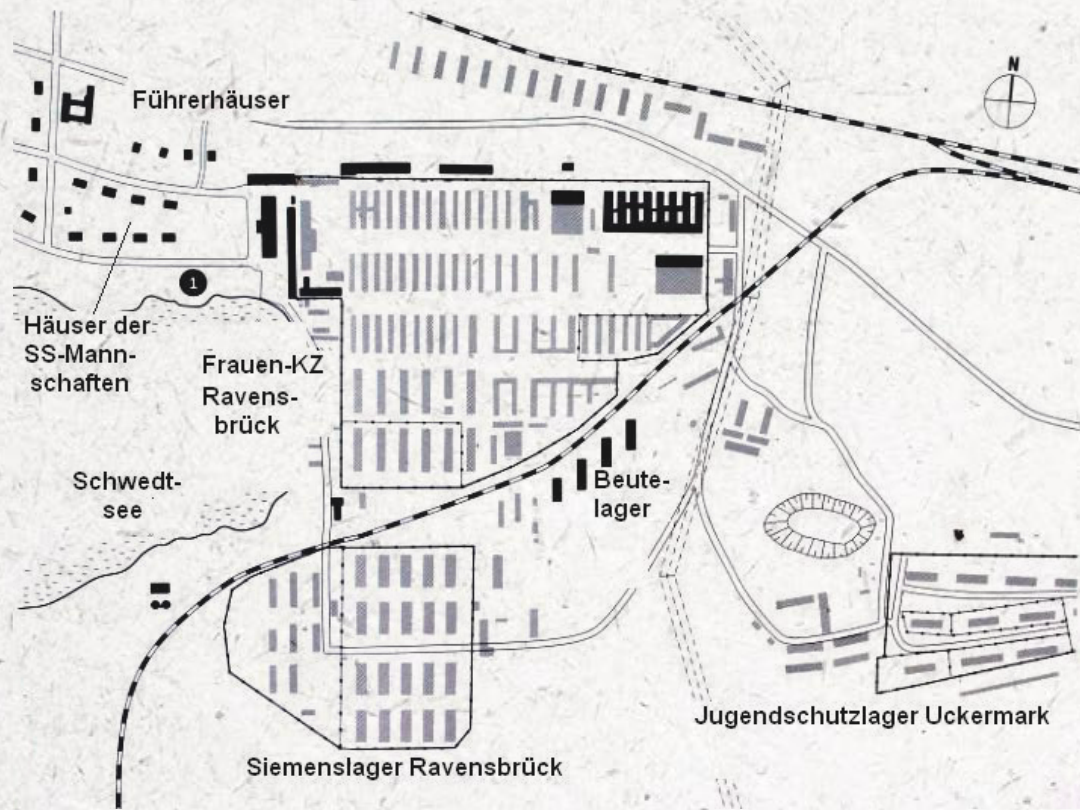 N
Führerhäuser
1
Häuser der
SS-Mann-
schaften
Frauen-KZ
Ravens-
brück
Schwedt-
see
Beute-
lager
Jugendschutzlager Uckermark
Siemenslager Ravensbrück